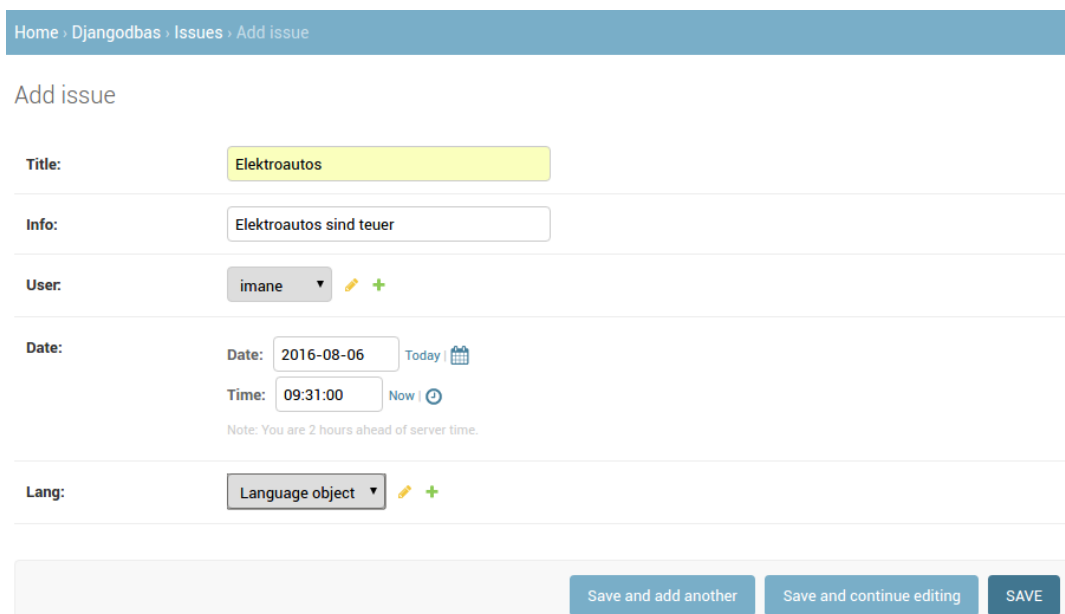 Home › Djangodbas › Issues › Add issue
Add issue
Title: Elektroautos
Info: Elektroautos sind teuer
User: imane
Date: Date: 2016-08-06 Today |
Time: 09:31:00 Now |
Note: You are 2 hours ahead of server time.
Lang: Language object
Save and add another Save and continue editing SAVE